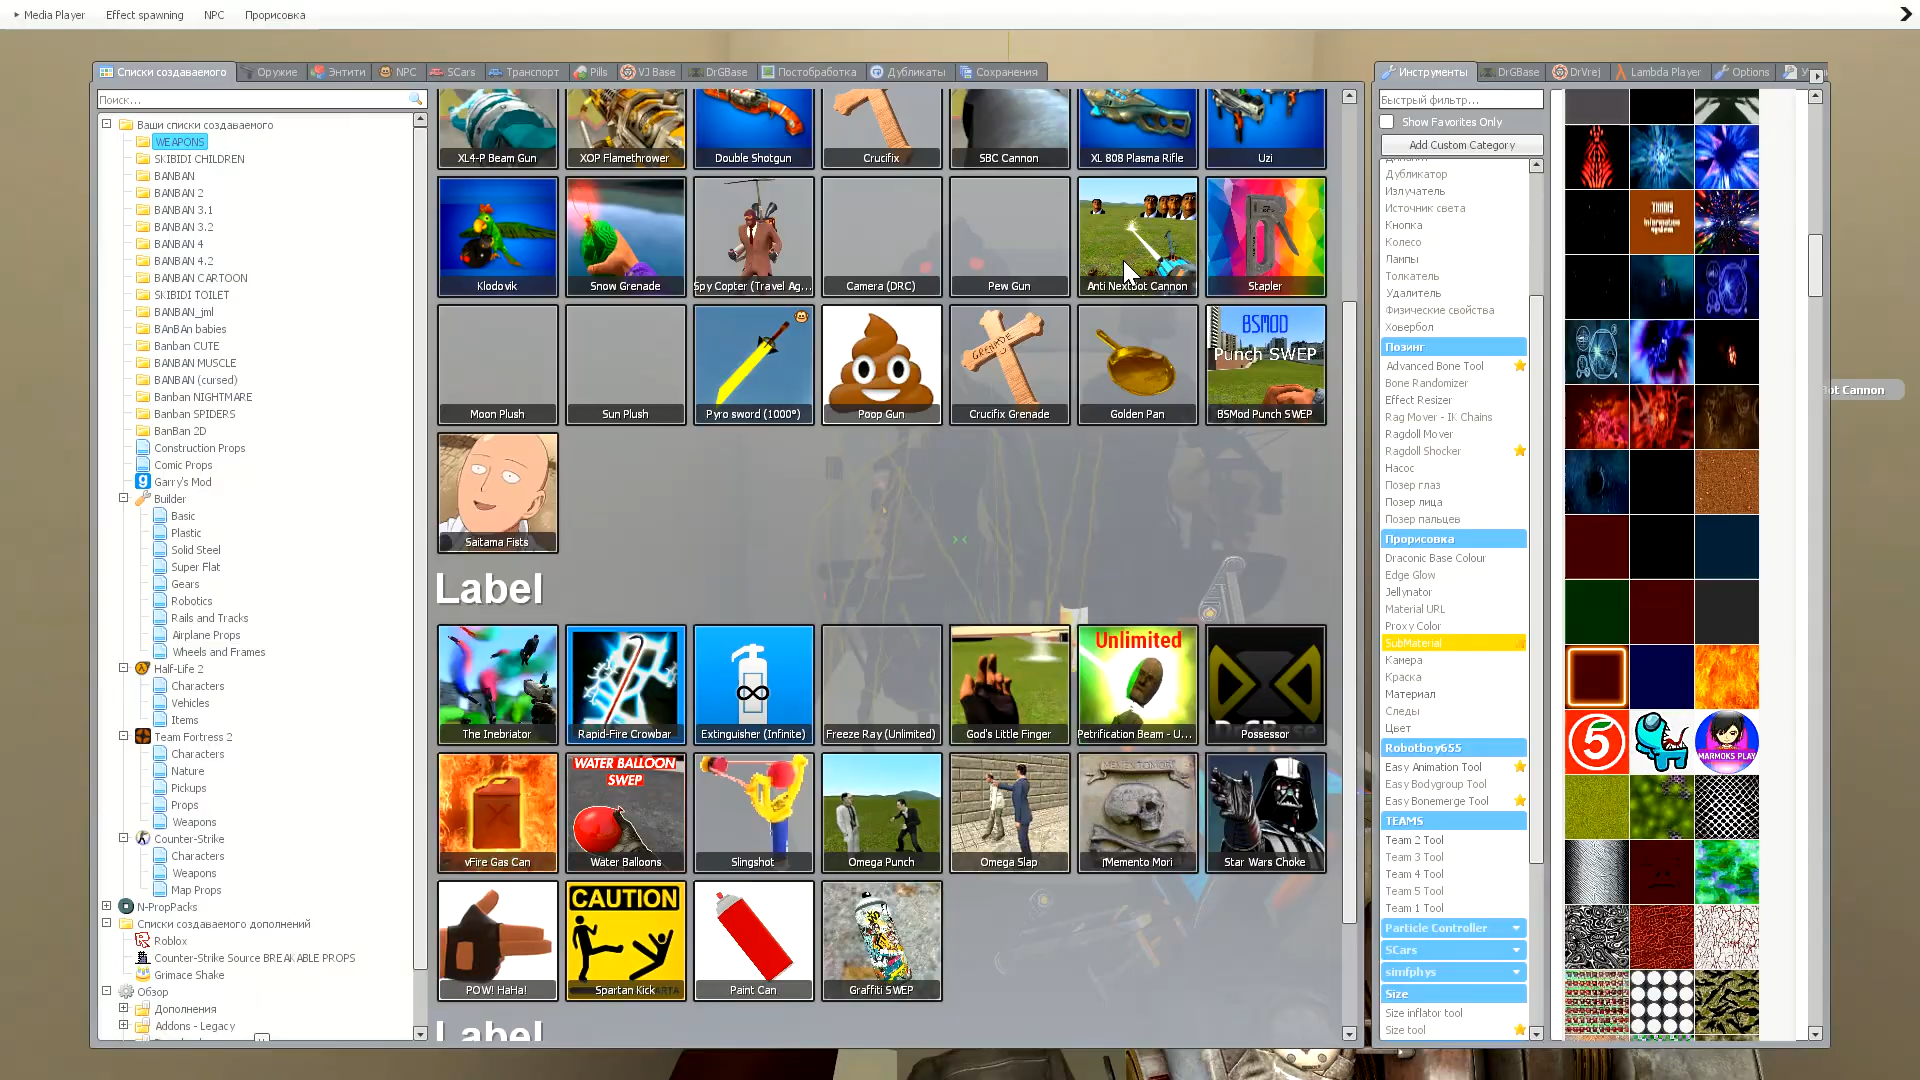 Media Player
Effect spawning
NPC
Прорисовка
Списки создаваемого
Оружие
Энтити
NPC
SCars
Транспорт
Pills
VJ Base
DrGBase
Постобработка
Дубликаты
Сохранения
Инструменты
DrGBase
DrVrej
Lambda Player
Options
Поиск...
Ваши списки создаваемого
WEAPONS
SKIBIDI CHILDREN
BANBAN
BANBAN 2
BANBAN 3.1
BANBAN 3.2
BANBAN 4
BANBAN 4.2
BANBAN CARTOON
SKIBIDI TOILET
BANBAN_jml
BAnBAn babies
Banban CUTE
BANBAN MUSCLE
BANBAN (cursed)
Banban NIGHTMARE
Banban SPIDERS
BanBan 2D
Construction Props
Comic Props
Garry's Mod
Builder
Basic
Plastic
Solid Steel
Super Flat
Gears
Robotics
Rails and Tracks
Airplane Props
Wheels and Frames
Half-Life 2
Characters
Vehicles
Items
Team Fortress 2
Characters
Nature
Pickups
Props
Weapons
Counter-Strike
Characters
Weapons
Map Props
N-PropPacks
Списки создаваемого дополнений
Roblox
Counter-Strike Source BREAKABLE PROPS
Grimace Shake
Обзор
Дополнения
Addons - Legacy
XL4-P Beam Gun
XOP Flamethrower
Double Shotgun
Crucifix
SBC Cannon
XL 808 Plasma Rifle
Uzi
Klodovik
Snow Grenade
Spy Copter (Travel Ag...
Camera (DRC)
Pew Gun
Anti Nextbot Cannon
Stapler
Moon Plush
Sun Plush
Pyro sword (1000°)
Poop Gun
GRENADE
Crucifix Grenade
Golden Pan
BSMOD
Punch SWEP
BSMod Punch SWEP
Saitama Fists
Label
The Inebriator
Rapid-Fire Crowbar
Extinguisher (Infinite)
Freeze Ray (Unlimited)
God's Little Finger
Unlimited
Petrification Beam - U...
Possessor
vFire Gas Can
WATER BALLOON
SWEP
Water Balloons
Slingshot
Omega Punch
Omega Slap
Memento Mori
Star Wars Choke
POW! HaHa!
CAUTION
Spartan Kick
Paint Can
Graffiti SWEP
Label
Быстрый фильтр...
Show Favorites Only
Add Custom Category
Дубликатор
Излучатель
Источник света
Кнопка
Колесо
Лампы
Толкатель
Удалитель
Физические свойства
Ховербол
Позинг
Advanced Bone Tool
Bone Randomizer
Effect Resizer
Rag Mover - IK Chains
Ragdoll Mover
Ragdoll Shocker
Насос
Позер глаз
Позер лица
Позер пальцев
Прорисовка
Draconic Base Colour
Edge Glow
Jellynator
Material URL
Proxy Color
SubMaterial
Камера
Краска
Материал
Следы
Цвет
Robotboy655
Easy Animation Tool
Easy Bodygroup Tool
Easy Bonemerge Tool
TEAMS
Team 2 Tool
Team 3 Tool
Team 4 Tool
Team 5 Tool
Team 1 Tool
Particle Controller
SCars
simfphys
Size
Size inflator tool
Size tool
5
MARMOKS PLAY
Cannon